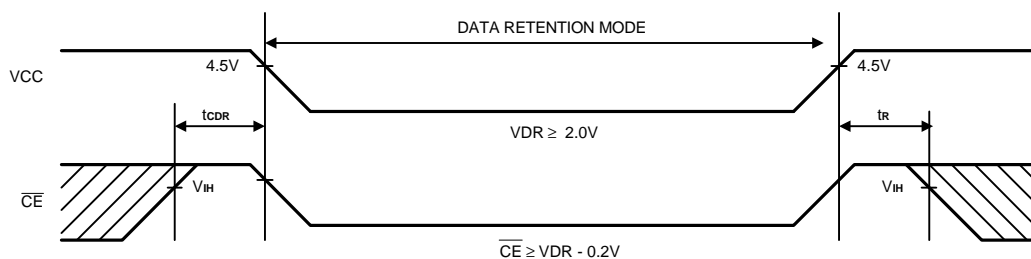 DATA RETENTION MODE
VCC
4.5V
4.5V
tCDR
VDR ≥ 2.0V
tR
CE
VIH
VIH
CE ≥ VDR - 0.2V